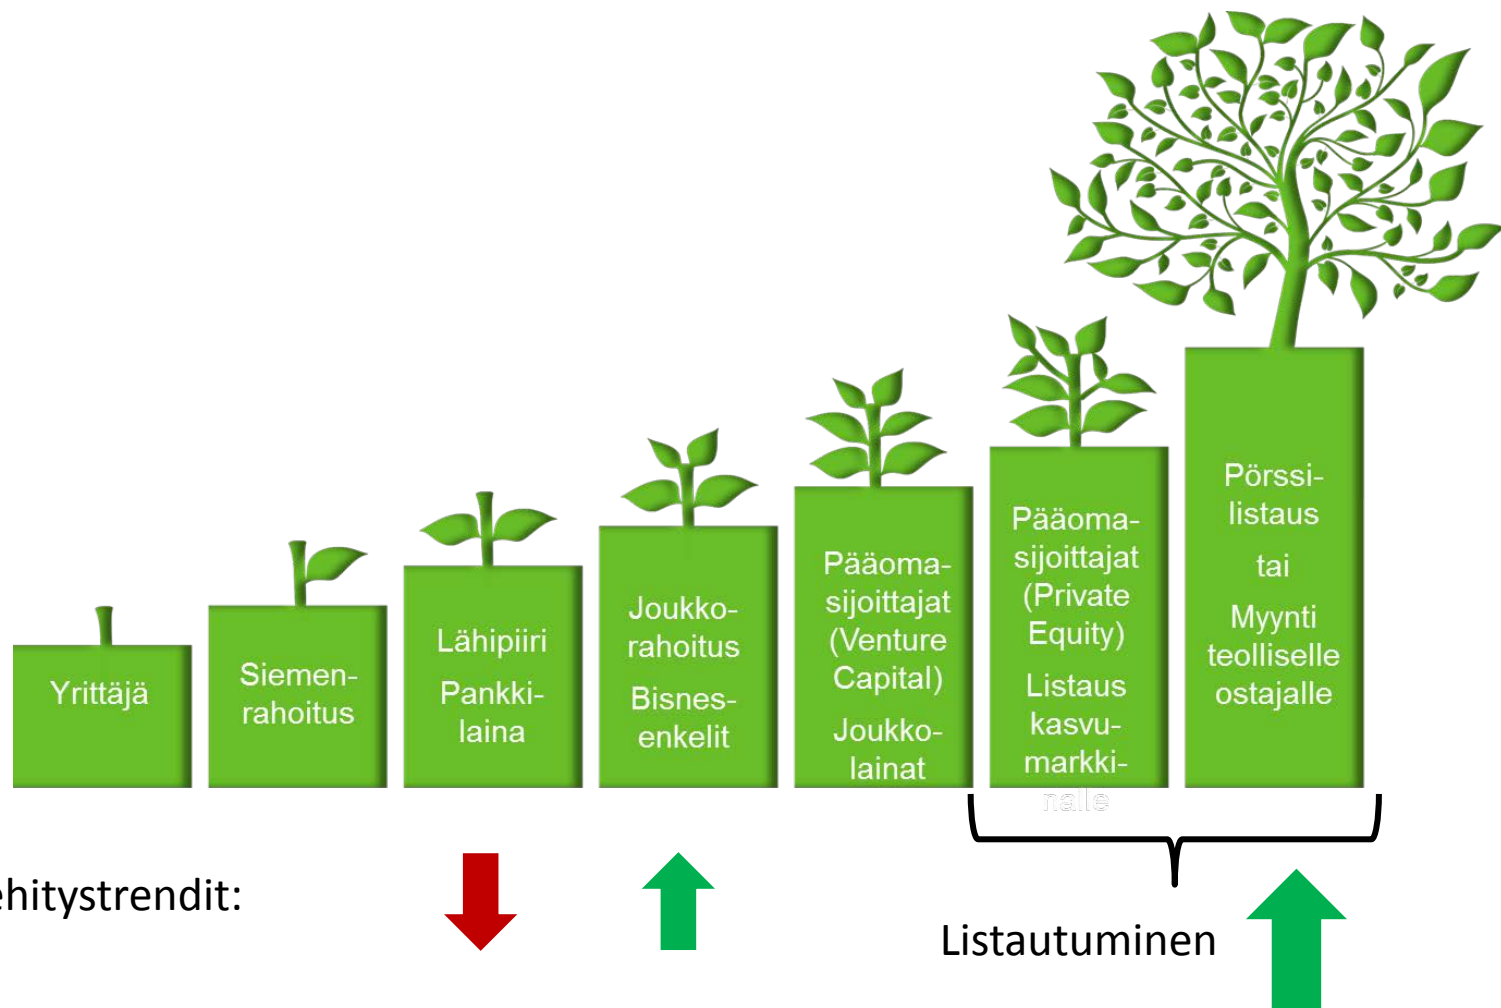 Yrittäjä
Siemen-
rahoitus
Lähipiiri
Pankki-
laina
Joukko-
rahoitus
Bisnes-
enkelit
Pääoma-
sijoittajat
(Venture
Capital)
Joukko-
lainat
Pääoma-
sijoittajat
(Private
Equity)
Listaus
kasvu-
markki-
nalle
Pörssi-
listaus
tai
Myynti
teolliselle
ostajalle
ehitystrendit:
Listautuminen